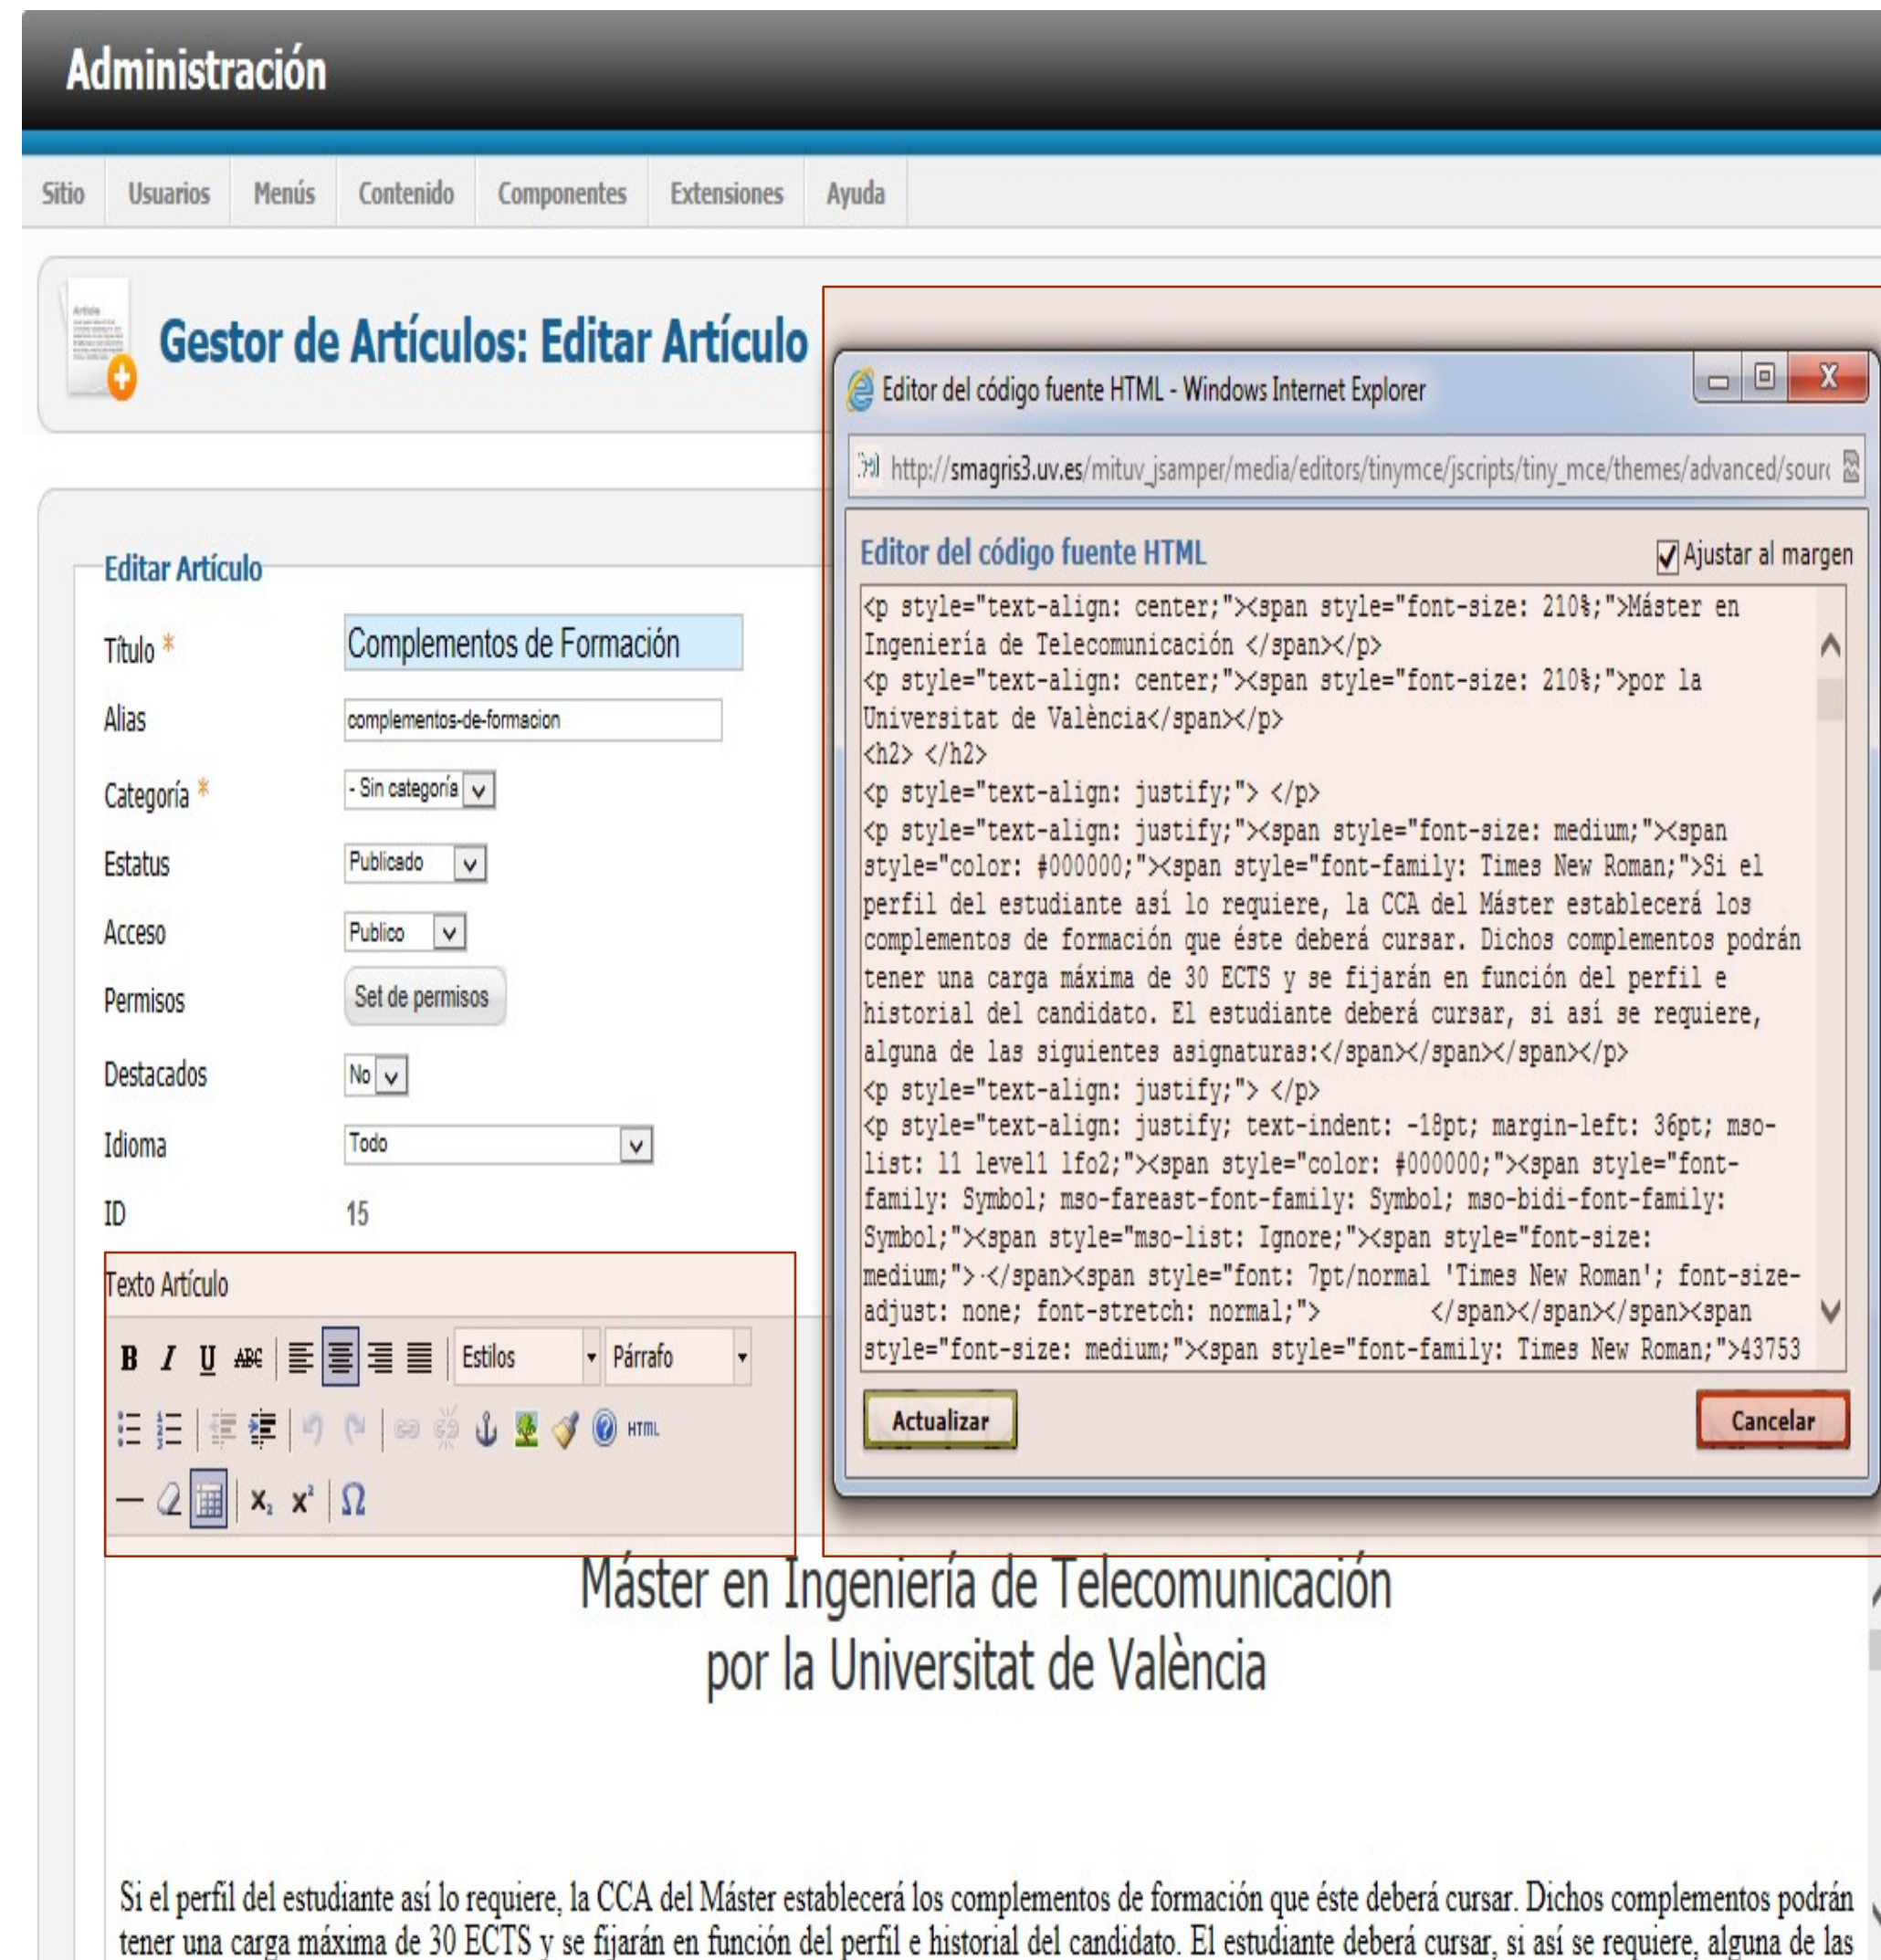 Administración
Sitio Usuarios Menús Contenido Componentes Extensiones Ayuda
Gestor de Artículos: Editar Artículo
Editar Artículo
Título * Complementos de Formación
Alias complementos-de-formacion
Categoría * - Sin categoría
Estatus Publicado
Acceso Publico
Permisos Set de permisos
Destacados No
Idioma Todo
ID 15
Texto Artículo
B I U ABC Estilos Párrafo
HTML
Editor del código fuente HTML - Windows Internet Explorer
http://smagris3.uv.es/mituv_jsamper/media/editors/tinymce/jscripts/tiny_mce/themes/advanced/sourc
Editor del código fuente HTML Ajustar al margen
<p style="text-align: center;"><span style="font-size: 210%;">Máster en
Ingeniería de Telecomunicación </span></p>
<p style="text-align: center;"><span style="font-size: 210%;">por la
Universitat de València</span></p>
<h2> </h2>
<p style="text-align: justify;"> </p>
<p style="text-align: justify;"><span style="font-size: medium;"><span
style="color: #000000;"><span style="font-family: Times New Roman;">Si el
perfil del estudiante así lo requiere, la CCA del Máster establecerá los
complementos de formación que éste deberá cursar. Dichos complementos podrán
tener una carga máxima de 30 ECTS y se fijarán en función del perfil e
historial del candidato. El estudiante deberá cursar, si así se requiere,
alguna de las siguientes asignaturas:</span></span></span></p>
<p style="text-align: justify;"> </p>
<p style="text-align: justify; text-indent: -18pt; margin-left: 36pt; mso-
list: l1 level1 lfo2;"><span style="color: #000000;"><span style="font-
family: Symbol; mso-fareast-font-family: Symbol; mso-bidi-font-family:
Symbol;"><span style="mso-list: Ignore;"><span style="font-size:
medium;">·</span><span style="font: 7pt/normal 'Times New Roman'; font-size-
adjust: none; font-stretch: normal;">         </span></span></span><span
style="font-size: medium;"><span style="font-family: Times New Roman;">43753
Actualizar Cancelar
Máster en Ingeniería de Telecomunicación
por la Universitat de València
Si el perfil del estudiante así lo requiere, la CCA del Máster establecerá los complementos de formación que éste deberá cursar. Dichos complementos podrán
tener una carga máxima de 30 ECTS y se fijarán en función del perfil e historial del candidato. El estudiante deberá cursar, si así se requiere, alguna de las